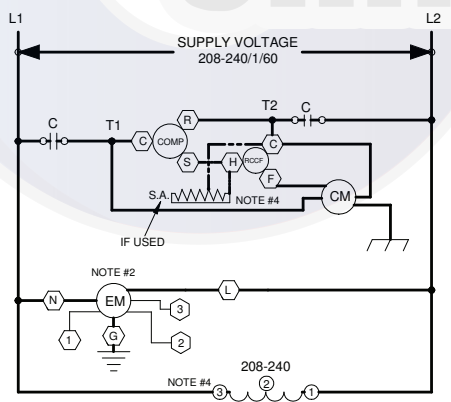 L1
L2
SUPPLY VOLTAGE
208-240/1/60
C
T1
C
COMP
R
S
T2
C
C
H
RCCF
F
S.A.
NOTE #4
CM
IF USED
NOTE #2
N
EM
L
3
1
2
G
208-240
NOTE #4
3
2
1